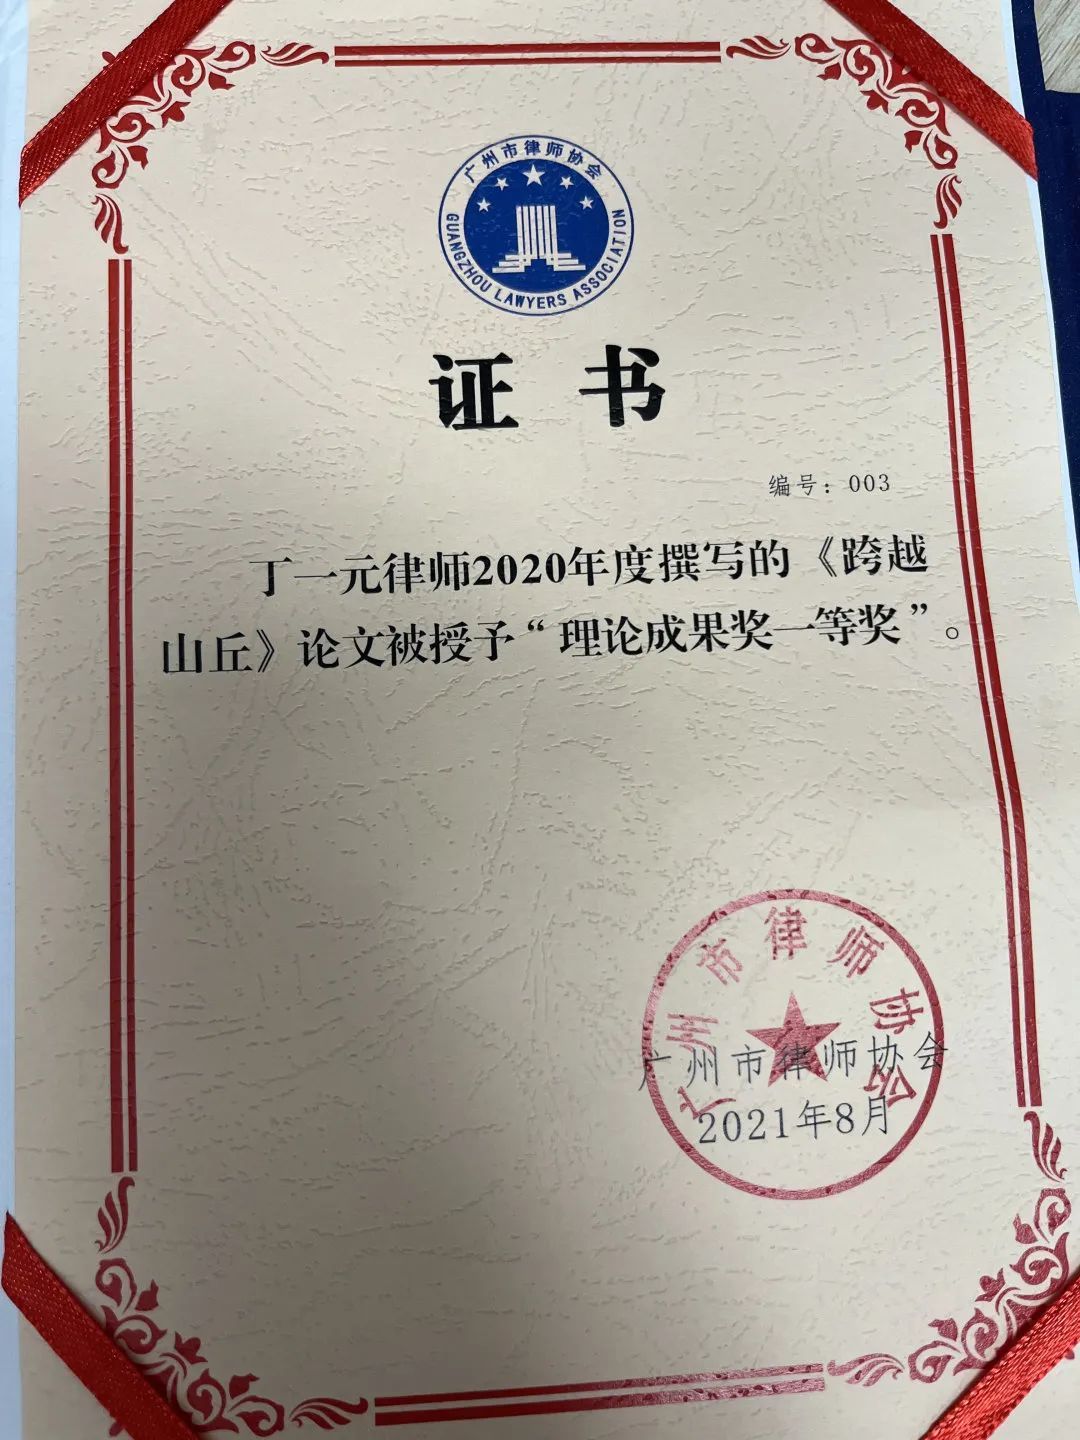 广州市律师协会
GUANGZHOU LAWYERS ASSOCIATION
证书
编号：003
丁一元律师2020年度撰写的《跨越
山丘》论文被授予“理论成果奖一等奖”。
广州市律师协会
广州市律师协会
2021年8月